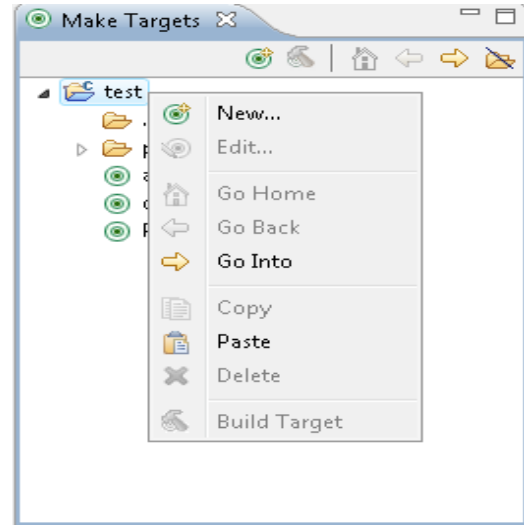 Make Targets
test
New...
Edit...
Go Home
Go Back
Go Into
Copy
Paste
Delete
Build Target